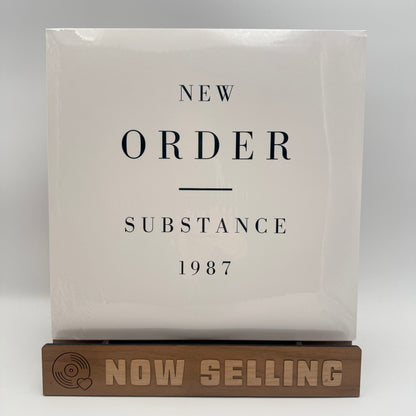 NEW
ORDER
SUBSTANCE
1987
NOW SELLING